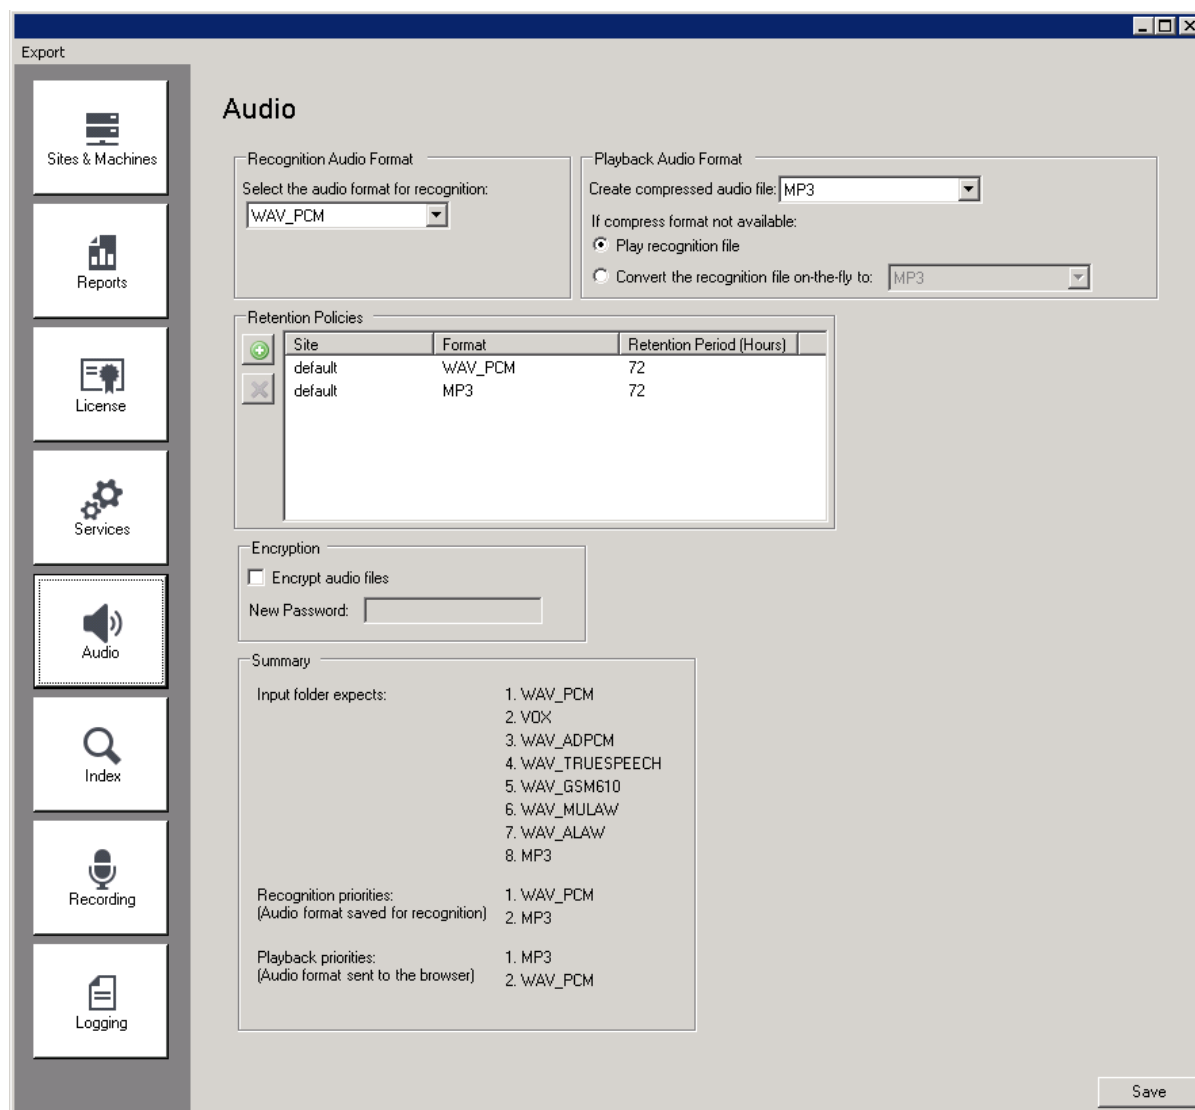 Export
Sites & Machines
Reports
License
Services
Audio
Index
Recording
Logging
Audio
Recognition Audio Format
Select the audio format for recognition:
WAV_PCM
Playback Audio Format
Create compressed audio file: MP3
If compress format not available:
Play recognition file
Convert the recognition file on-the-fly to: MP3
Retention Policies
Site Format Retention Period (Hours)
default WAV_PCM 72
default MP3 72
Encryption
Encrypt audio files
New Password:
Summary
Input folder expects: 1. WAV_PCM
2. VOX
3. WAV_ADPCM
4. WAV_TRUESPEECH
5. WAV_GSM610
6. WAV_MULAW
7. WAV_ALAW
8. MP3
Recognition priorities: 1. WAV_PCM
(Audio format saved for recognition) 2. MP3
Playback priorities: 1. MP3
(Audio format sent to the browser) 2. WAV_PCM
Save